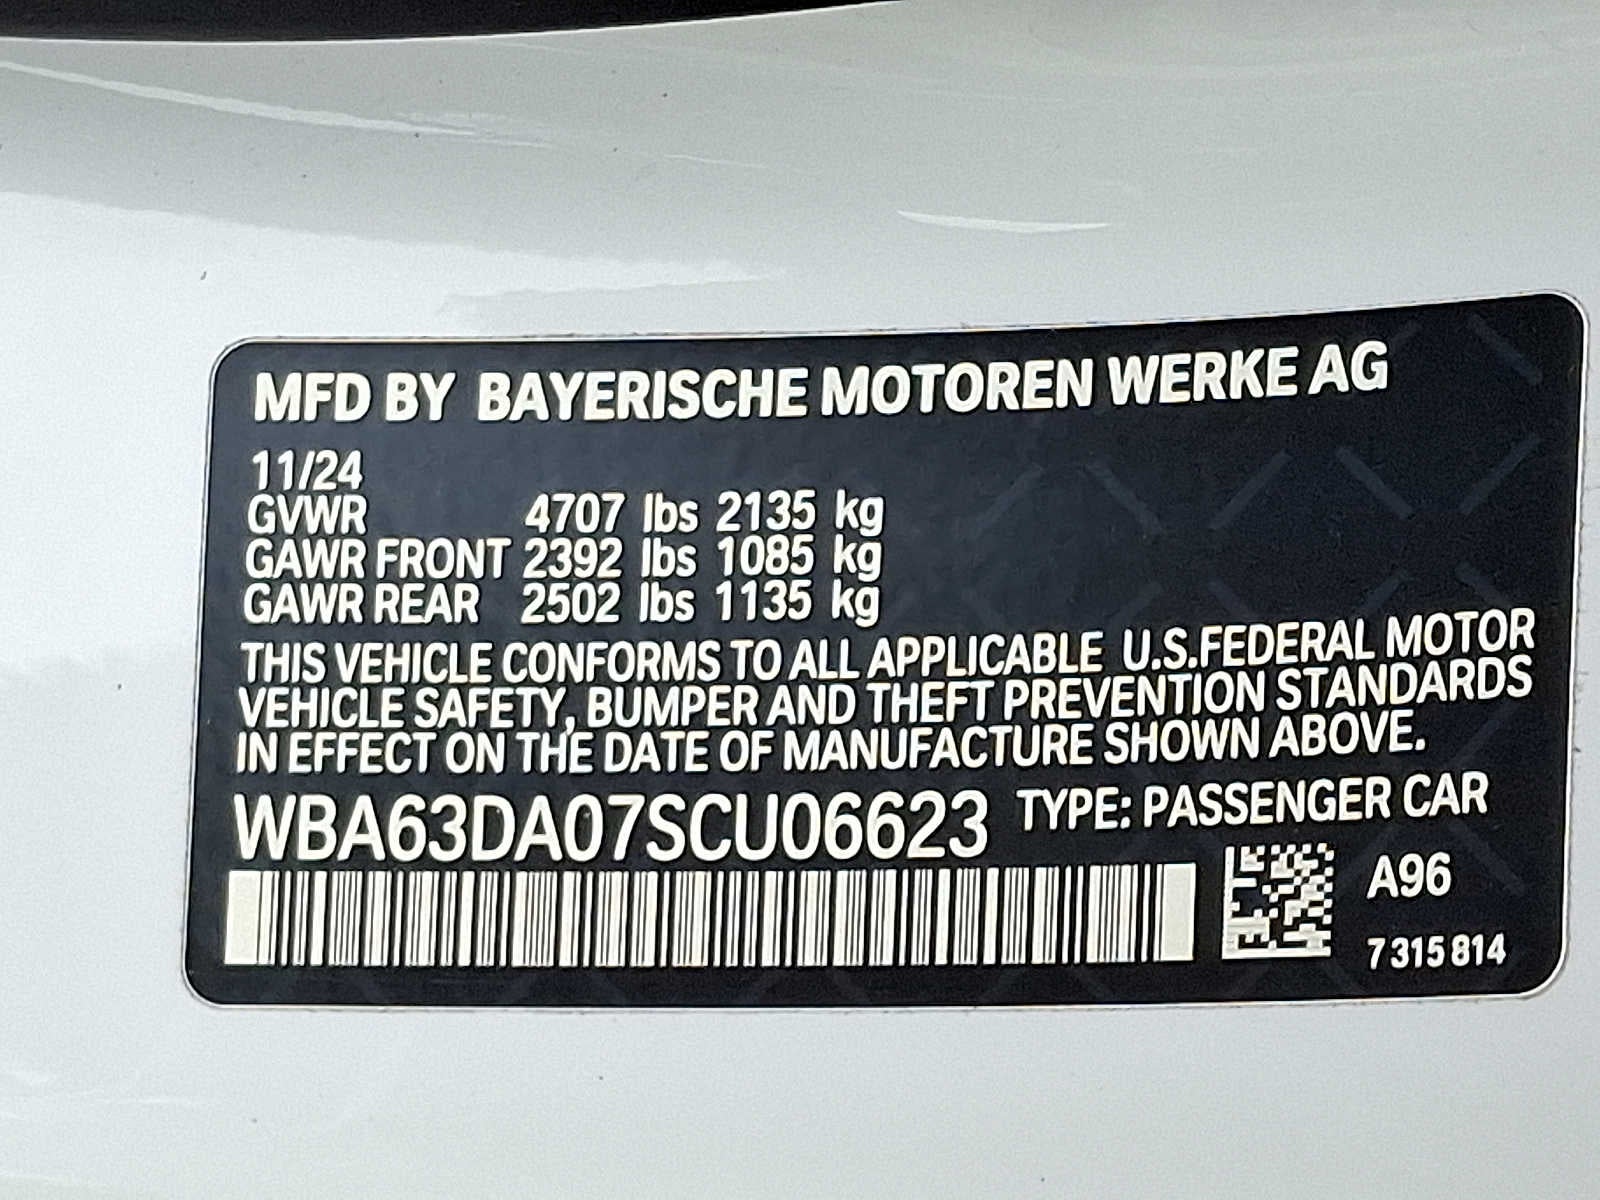 MFD BY BAYERISCHE MOTOREN WERKE AG
11/24
GVWR 4707 lbs 2135 kg
GAWR FRONT 2392 lbs 1085 kg
GAWR REAR 2502 lbs 1135 kg
THIS VEHICLE CONFORMS TO ALL APPLICABLE U.S.FEDERAL MOTOR
VEHICLE SAFETY, BUMPER AND THEFT PREVENTION STANDARDS
IN EFFECT ON THE DATE OF MANUFACTURE SHOWN ABOVE.
WBA63DA07SCU06623 TYPE: PASSENGER CAR
A96
7 315 814